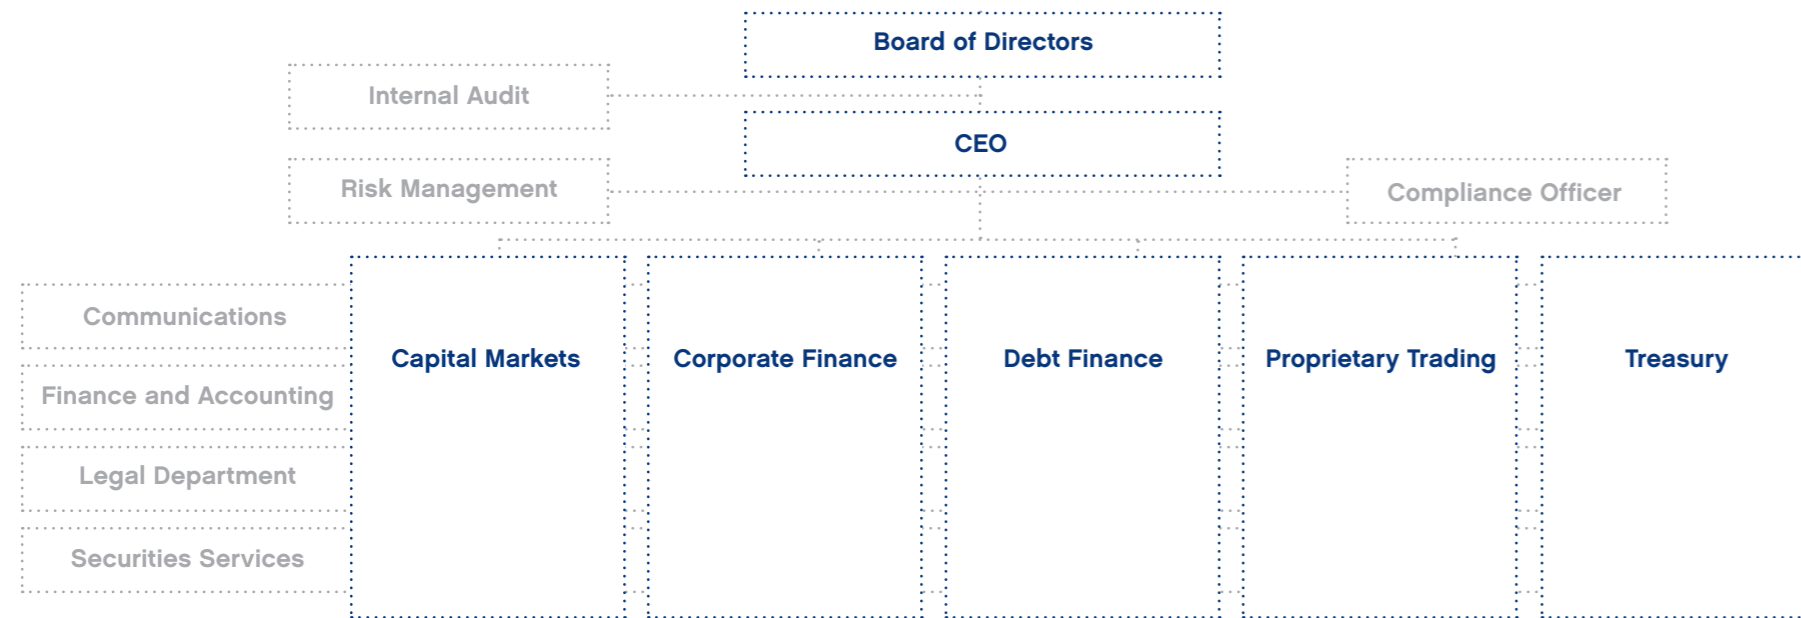 Board of Directors
Internal Audit
CEO
Risk Management
Compliance Officer
Communications
Capital Markets
Corporate Finance
Debt Finance
Proprietary Trading
Treasury
Finance and Accounting
Legal Department
Securities Services